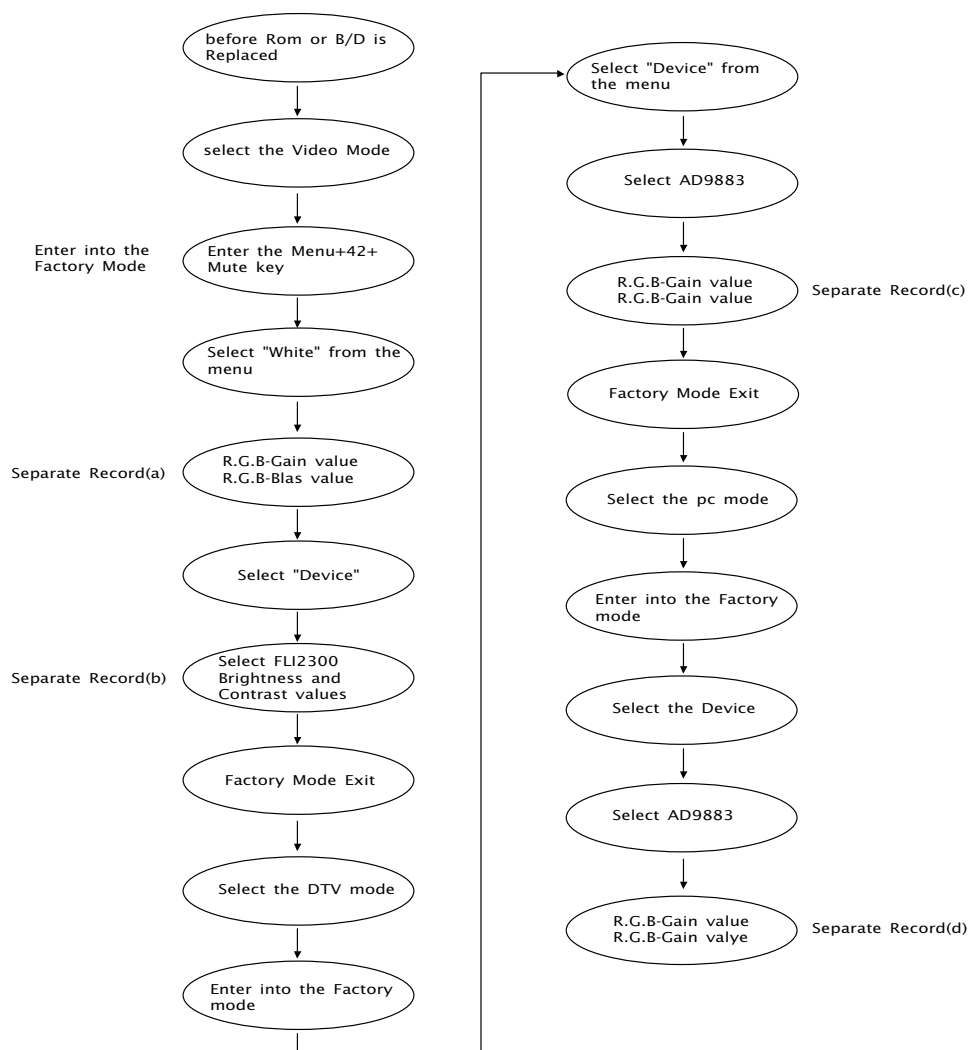 before Rom or B/D is
Replaced
select the Video Mode
Enter into the
Factory Mode
Enter the Menu+42+
Mute key
Select "White" from the
menu
Separate Record(a)
R.G.B-Gain value
R.G.B-Blas value
Select "Device"
Separate Record(b)
Select FLI2300
Brightness and
Contrast values
Factory Mode Exit
Select the DTV mode
Enter into the Factory
mode
Select "Device" from
the menu
Select AD9883
R.G.B-Gain value
R.G.B-Gain value
Separate Record(c)
Factory Mode Exit
Select the pc mode
Enter into the Factory
mode
Select the Device
Select AD9883
R.G.B-Gain value
R.G.B-Gain valye
Separate Record(d)